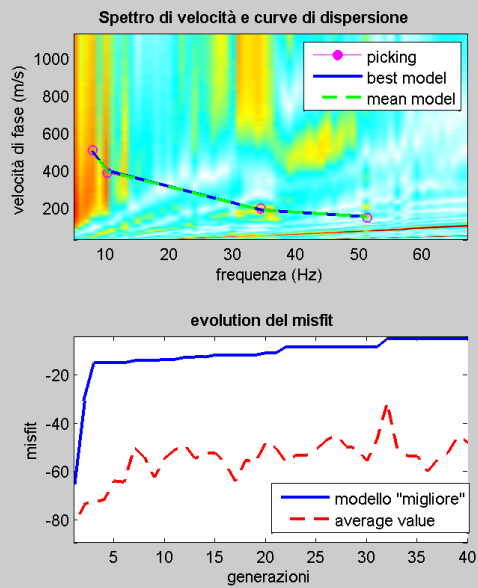 Spettro di velocità e curve di dispersione
1000
800
600
400
200
velocità di fase (m/s)
picking
best model
mean model
10 20 30 40 50 60
frequenza (Hz)
evolution del misfit
-20
-40
-60
-80
misfit
modello "migliore"
average value
5 10 15 20 25 30 35 40
generazioni